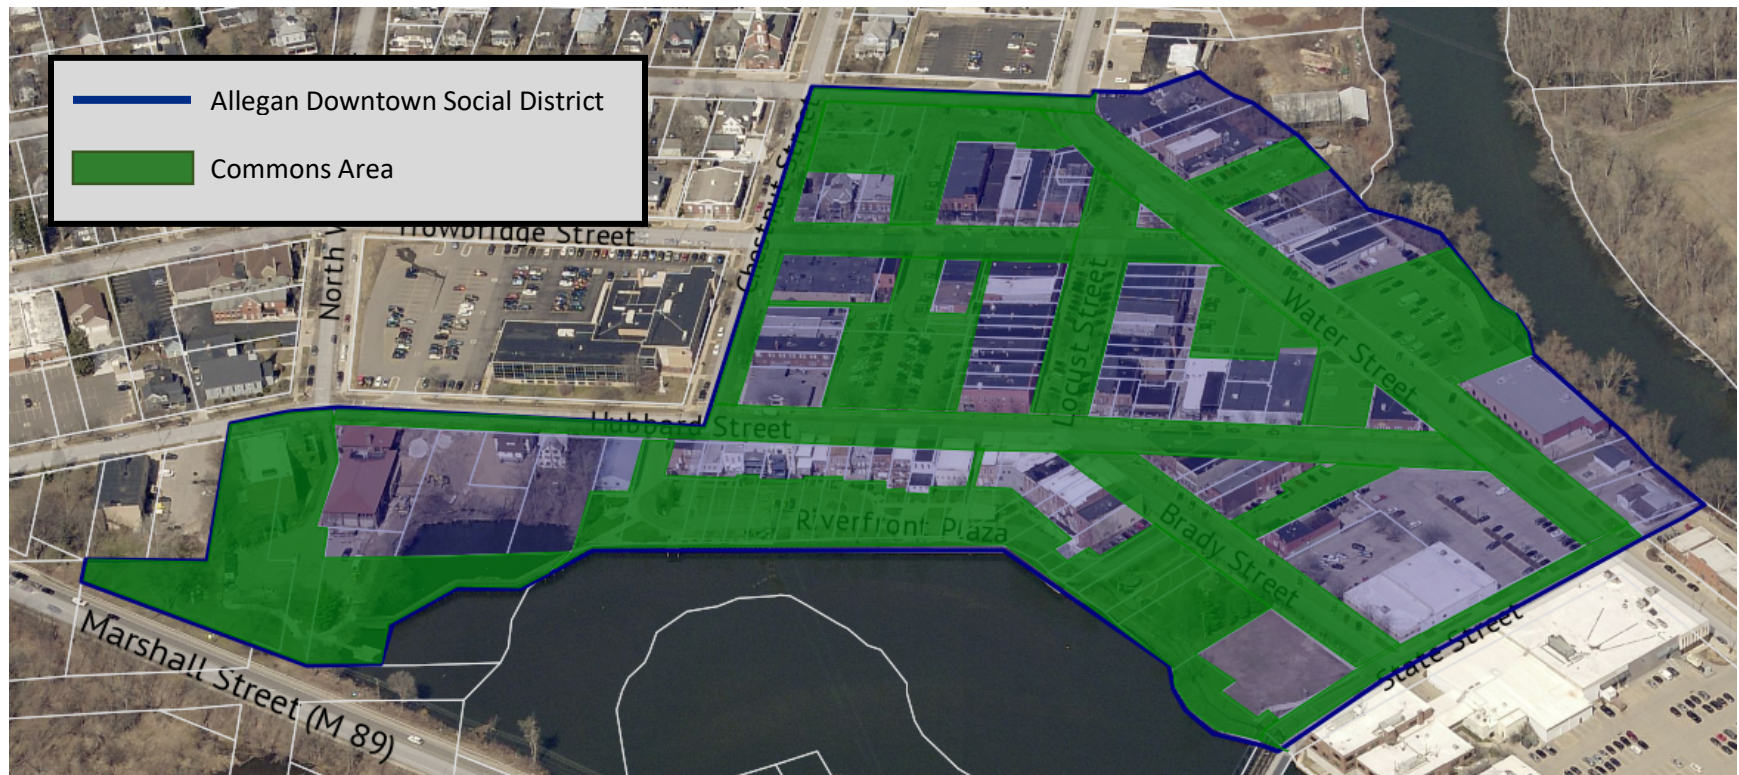 Allegan Downtown Social District
Commons Area
Trowbridge Street
North
Chestnut Street
Hubbard Street
Locust Street
Water Street
Riverfront Plaza
Brady Street
State Street
Marshall Street (M 89)